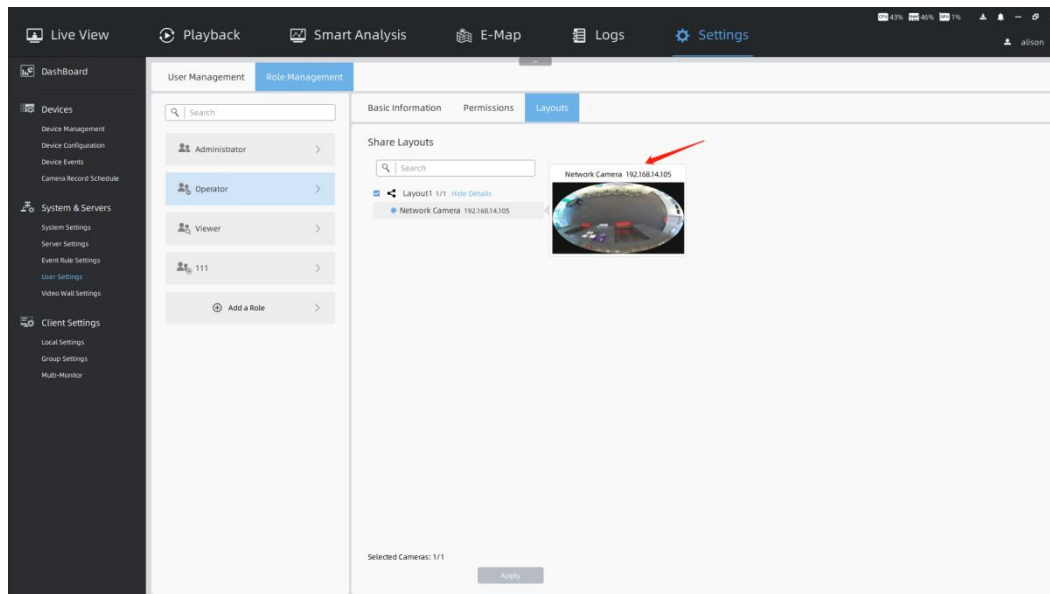 CPU 43% 46% GPU 1%
Live View Playback Smart Analysis E-Map Logs Settings
alison
DashBoard
Devices
Device Management
Device Configuration
Device Events
Camera Record Schedule
System & Servers
System Settings
Server Settings
Event Rule Settings
User Settings
Video Wall Settings
Client Settings
Local Settings
Group Settings
Multi-Monitor
User Management Role Management
Search
Administrator
Operator
Viewer
111
Add a Role
Basic Information Permissions Layouts
Share Layouts
Search
Layout1 1/1 Hide Details
Network Camera 192.168.14.105
Network Camera 192.168.14.105
Selected Cameras: 1/1
Apply